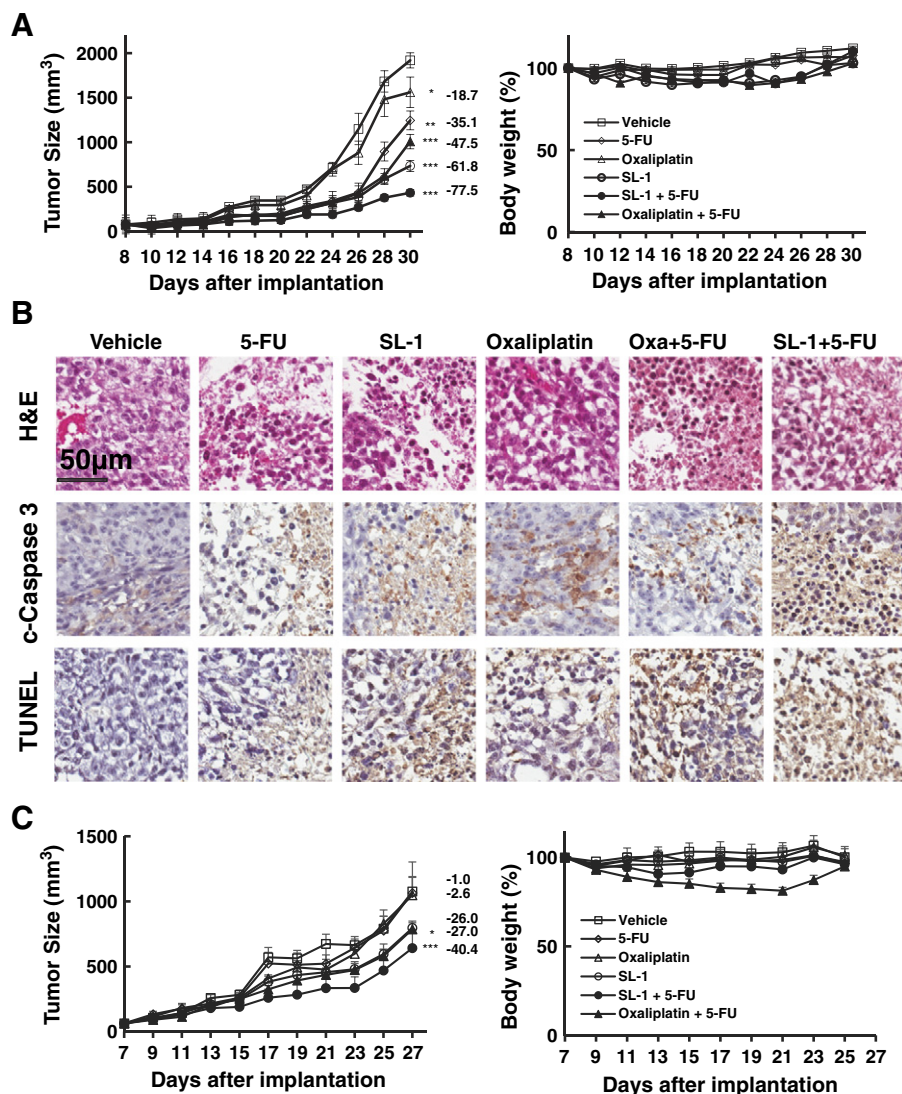 A
Tumor Size (mm³)
2000
1500
1000
500
0
8 10 12 14 16 18 20 22 24 26 28 30
Days after implantation
* -18.7
** -35.1
*** -47.5
*** -61.8
*** -77.5
Body weight (%)
100
50
0
Vehicle
5-FU
Oxaliplatin
SL-1
SL-1 + 5-FU
Oxaliplatin + 5-FU
8 10 12 14 16 18 20 22 24 26 28 30
Days after implantation
B
Vehicle 5-FU SL-1 Oxaliplatin Oxa+5-FU SL-1+5-FU
H&E
50μm
c-Caspase 3
TUNEL
C
Tumor Size (mm³)
1500
1000
500
0
7 9 11 13 15 17 19 21 23 25 27
Days after implantation
-1.0
-2.6
-26.0
* -27.0
*** -40.4
Body weight (%)
100
50
0
Vehicle
5-FU
Oxaliplatin
SL-1
SL-1 + 5-FU
Oxaliplatin + 5-FU
7 9 11 13 15 17 19 21 23 25 27
Days after implantation